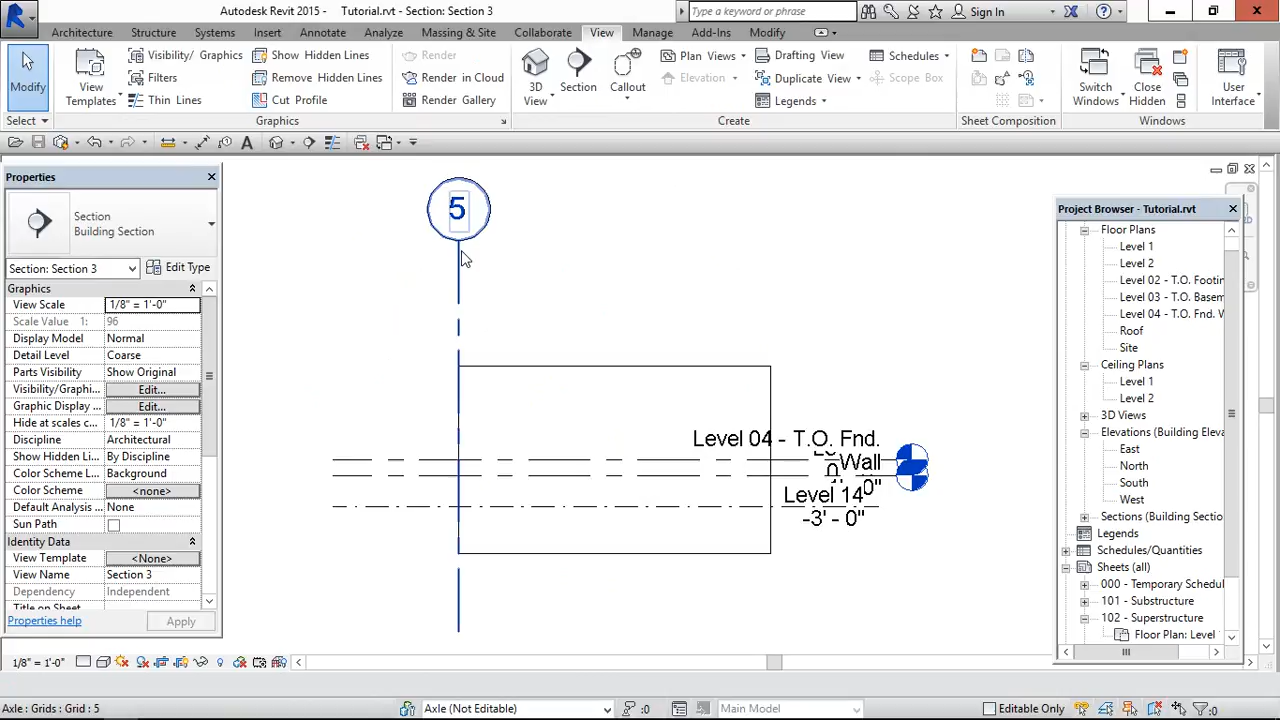 Autodesk Revit 2015 - Tutorial.rvt - Section: Section 3
Type a keyword or phrase
Sign In
Architecture Structure Systems Insert Annotate Analyze Massing & Site Collaborate View Manage Add-Ins Modify
Modify
Select
View
Templates
Visibility/ Graphics
Filters
Thin Lines
Show Hidden Lines
Remove Hidden Lines
Cut Profile
Graphics
Render
Render in Cloud
Render Gallery
3D
View
Section
Callout
Plan Views
Elevation
Drafting View
Duplicate View
Legends
Schedules
Scope Box
Create
Sheet Composition
Switch
Windows
Close
Hidden
Windows
User
Interface
Properties
Section
Building Section
Section: Section 3
Edit Type
Graphics
View Scale 1/8" = 1'-0"
Scale Value 1: 96
Display Model Normal
Detail Level Coarse
Parts Visibility Show Original
Visibility/Graphi... Edit...
Graphic Display ... Edit...
Hide at scales c... 1/8" = 1'-0"
Discipline Architectural
Show Hidden Li... By Discipline
Color Scheme L... Background
Color Scheme <none>
Default Analysis ... None
Sun Path
Identity Data
View Template <None>
View Name Section 3
Dependency Independent
Title on Sheet
Properties help
Apply
5
Level 04 - T.O. Fnd.
Wall
0"
Level 14
-3' - 0"
Project Browser - Tutorial.rvt
Floor Plans
Level 1
Level 2
Level 02 - T.O. Footin
Level 03 - T.O. Basem
Level 04 - T.O. Fnd. W
Roof
Site
Ceiling Plans
Level 1
Level 2
3D Views
Elevations (Building Eleva
East
North
South
West
Sections (Building Sectio
Legends
Schedules/Quantities
Sheets (all)
000 - Temporary Schedul
101 - Substructure
102 - Superstructure
Floor Plan: Level
1/8" = 1'-0"
Axle : Grids : Grid : 5
Axle (Not Editable)
:0
Main Model
Editable Only
:0